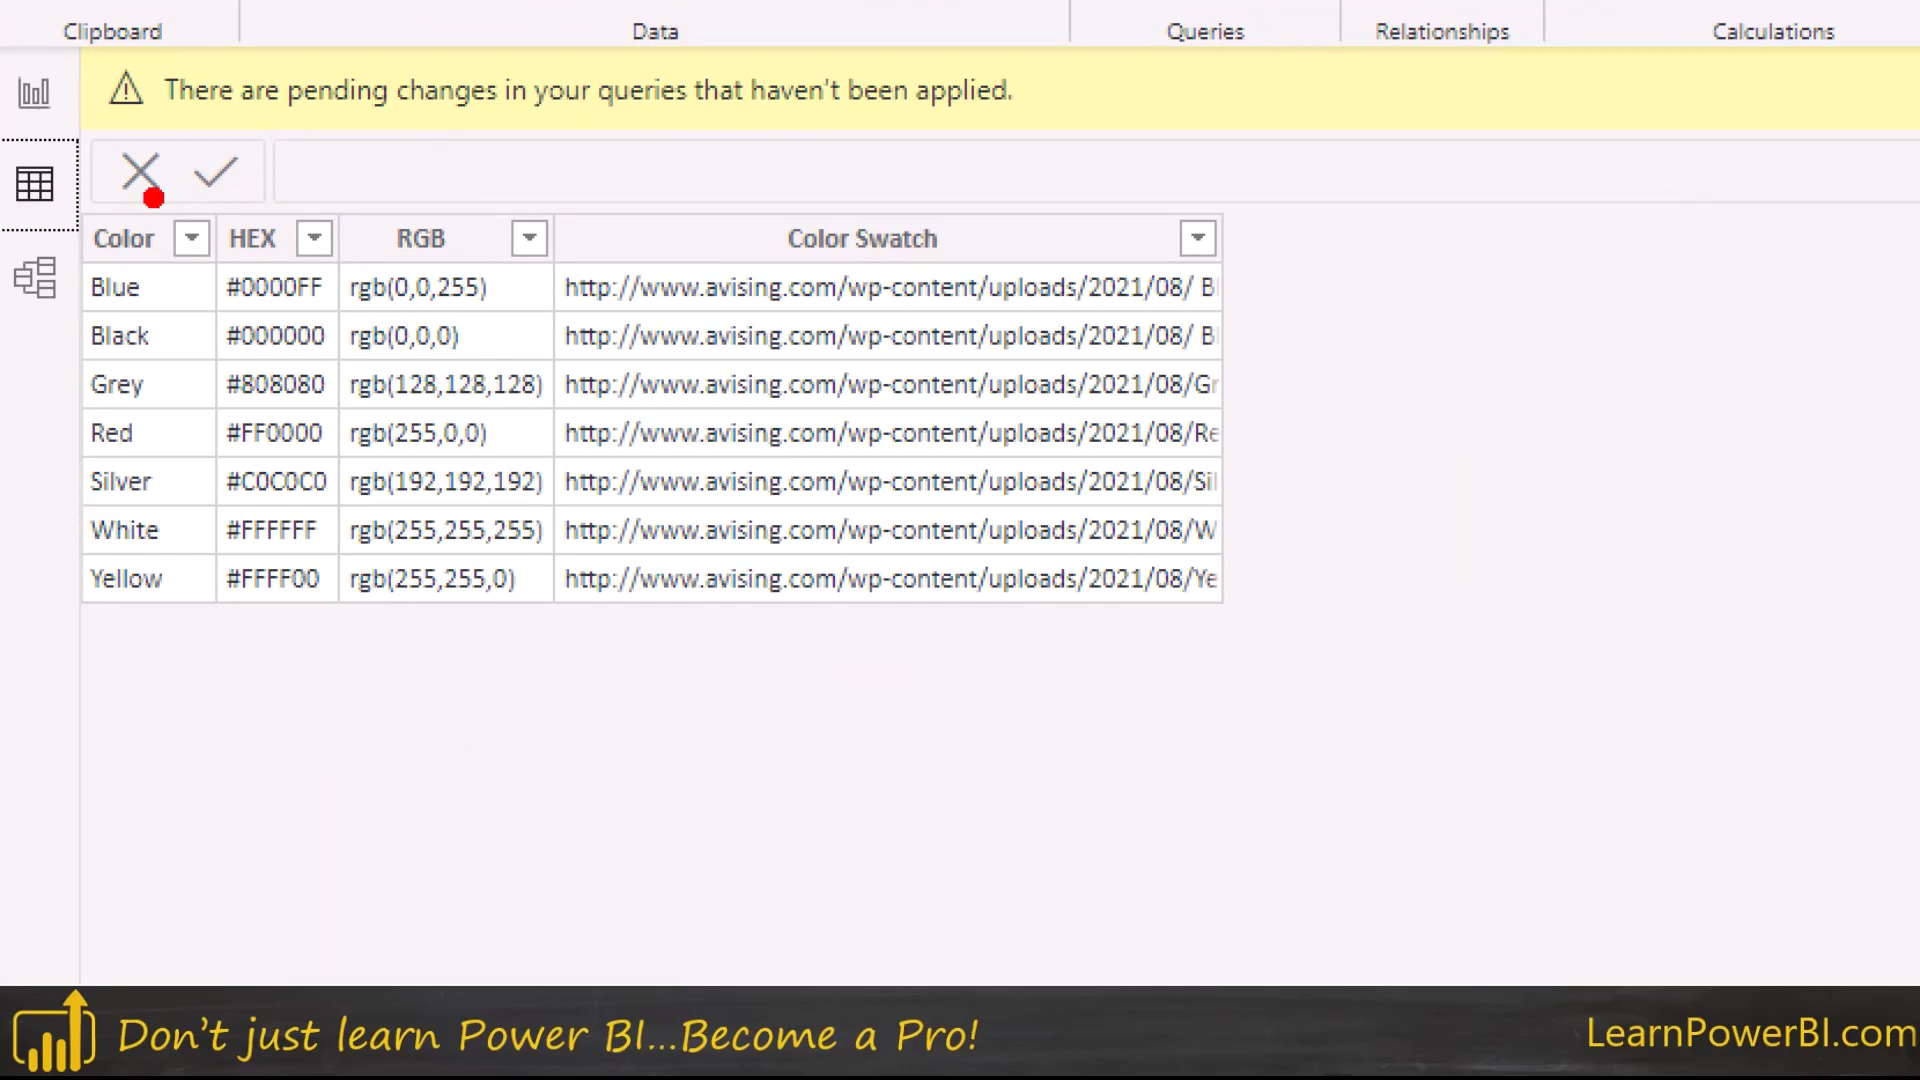 Clipboard Data Queries Relationships Calculations
There are pending changes in your queries that haven't been applied.
Color HEX RGB Color Swatch
Blue #0000FF rgb(0,0,255) http://www.avising.com/wp-content/uploads/2021/08/ Bl
Black #000000 rgb(0,0,0) http://www.avising.com/wp-content/uploads/2021/08/ Bl
Grey #808080 rgb(128,128,128) http://www.avising.com/wp-content/uploads/2021/08/Gr
Red #FF0000 rgb(255,0,0) http://www.avising.com/wp-content/uploads/2021/08/Re
Silver #C0C0C0 rgb(192,192,192) http://www.avising.com/wp-content/uploads/2021/08/Sil
White #FFFFFF rgb(255,255,255) http://www.avising.com/wp-content/uploads/2021/08/W
Yellow #FFFF00 rgb(255,255,0) http://www.avising.com/wp-content/uploads/2021/08/Ye
Don't just learn Power BI...Become a Pro! LearnPowerBI.com